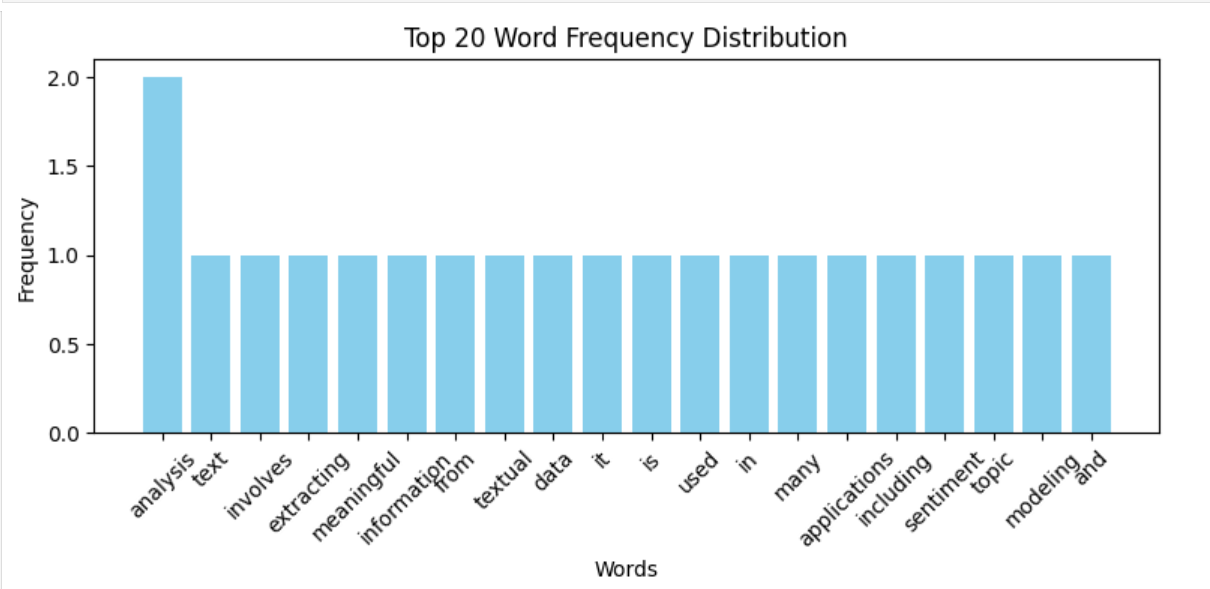 Top 20 Word Frequency Distribution
2.0
1.5
1.0
0.5
0.0
Frequency
analysis
text
involves
extracting
meaningful
information
from
textual
data
it
is
used
in
many
applications
including
sentiment
topic
modeling
and
Words